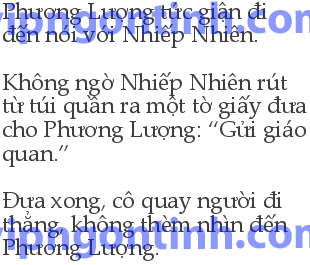 Phương Lượng tức giận đi
đến nói với Nhiếp Nhiên.
Không ngờ Nhiếp Nhiên rút
từ túi quần ra một tờ giấy đưa
cho Phương Lượng: “Gửi giáo
quan.”
Đưa xong, cô quay người đi
thẳng, không thèm nhìn đến
Phương Lượng.
vipngontinh.com